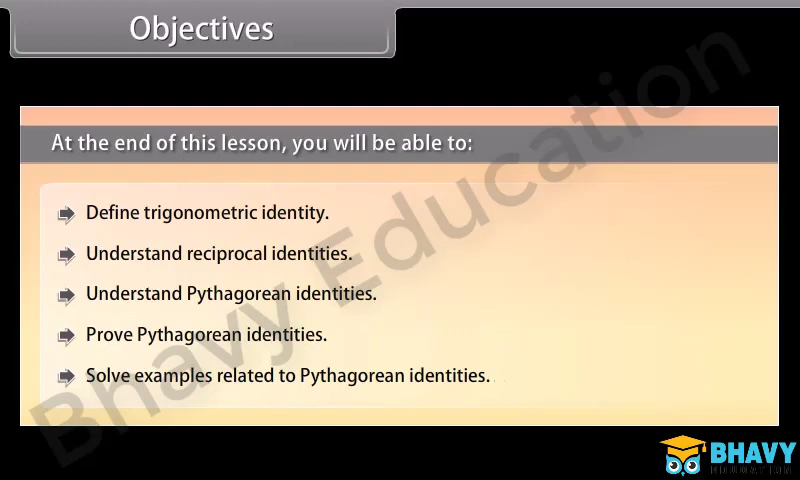 Objectives
At the end of this lesson, you will be able to:
Define trigonometric identity.
Understand reciprocal identities.
Understand Pythagorean identities.
Prove Pythagorean identities.
Solve examples related to Pythagorean identities.
Bhavy Education
BHAVY
EDUCATION